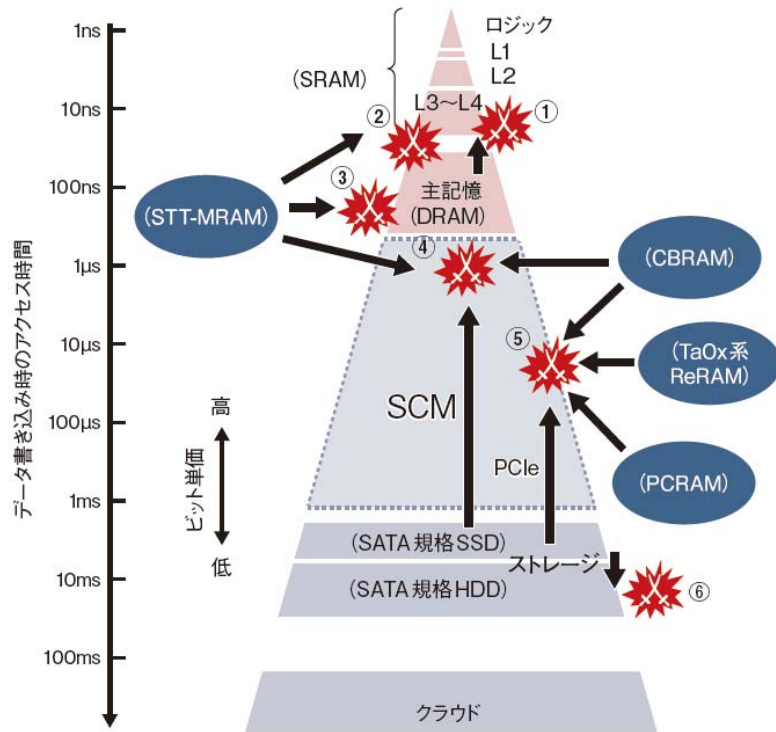 1ns
10ns
100ns
1µs
10µs
100µs
1ms
10ms
100ms
データ書き込み時のアクセス時間
高
ビット単価
低
ロジック
L1
L2
(SRAM)
L3〜L4
①
②
③
主記憶
(DRAM)
(STT-MRAM)
④
(CBRAM)
⑤
(TaOx系
ReRAM)
SCM
PCIe
(PCRAM)
(SATA規格SSD)
ストレージ
(SATA規格HDD)
⑥
クラウド